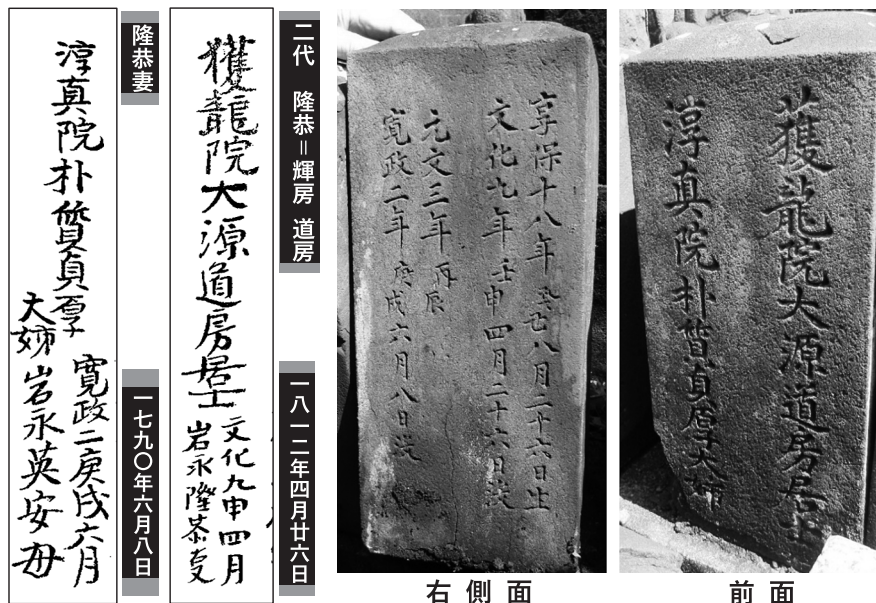 獲龍院大源道房居士
淳真院朴質貞厚大姉
前面
享保十八年 癸丑八月二十六日生
文化九年 壬申四月二十六日没
元文三年 丙辰
寛政二年 庚戌六月八日没
右側面
二代 隆恭＝輝房 道房
一八一二年四月廿六日
獲龍院大源道房居士
文化九申四月
岩永隆恭叓
隆恭妻
一七九〇年六月八日
淳真院朴質貞厚
大姉
寛政二庚戌六月
岩永英安母